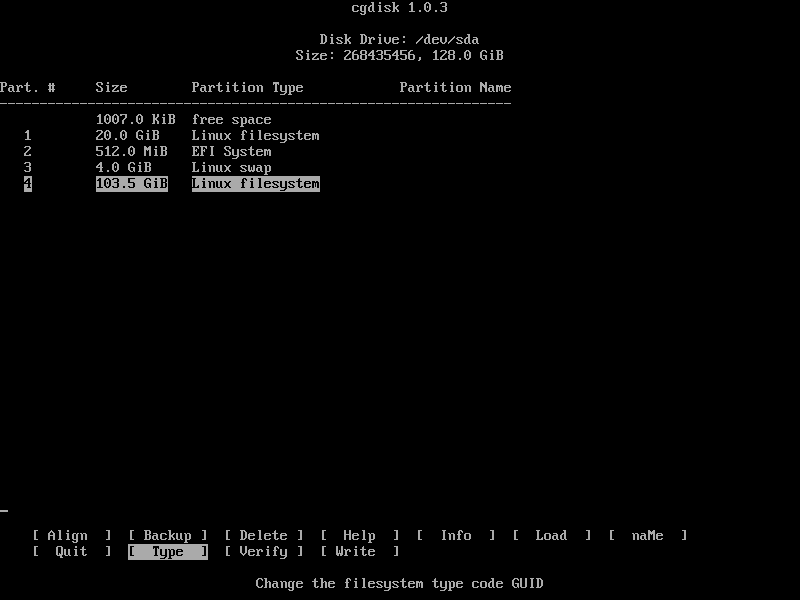 cgdisk 1.0.3
Disk Drive: /dev/sda
Size: 268435456, 128.0 GiB
Part. #     Size        Partition Type            Partition Name
----------------------------------------------------------------
            1007.0 KiB  free space
   1        20.0 GiB    Linux filesystem
   2        512.0 MiB   EFI System
   3        4.0 GiB     Linux swap
   4        103.5 GiB   Linux filesystem
[ Align  ]  [ Backup ]  [ Delete ]  [  Help  ]  [  Info  ]  [  Load  ]  [  naMe  ]
[  Quit  ]  [  Type  ]  [ Verify ]  [ Write  ]
Change the filesystem type code GUID